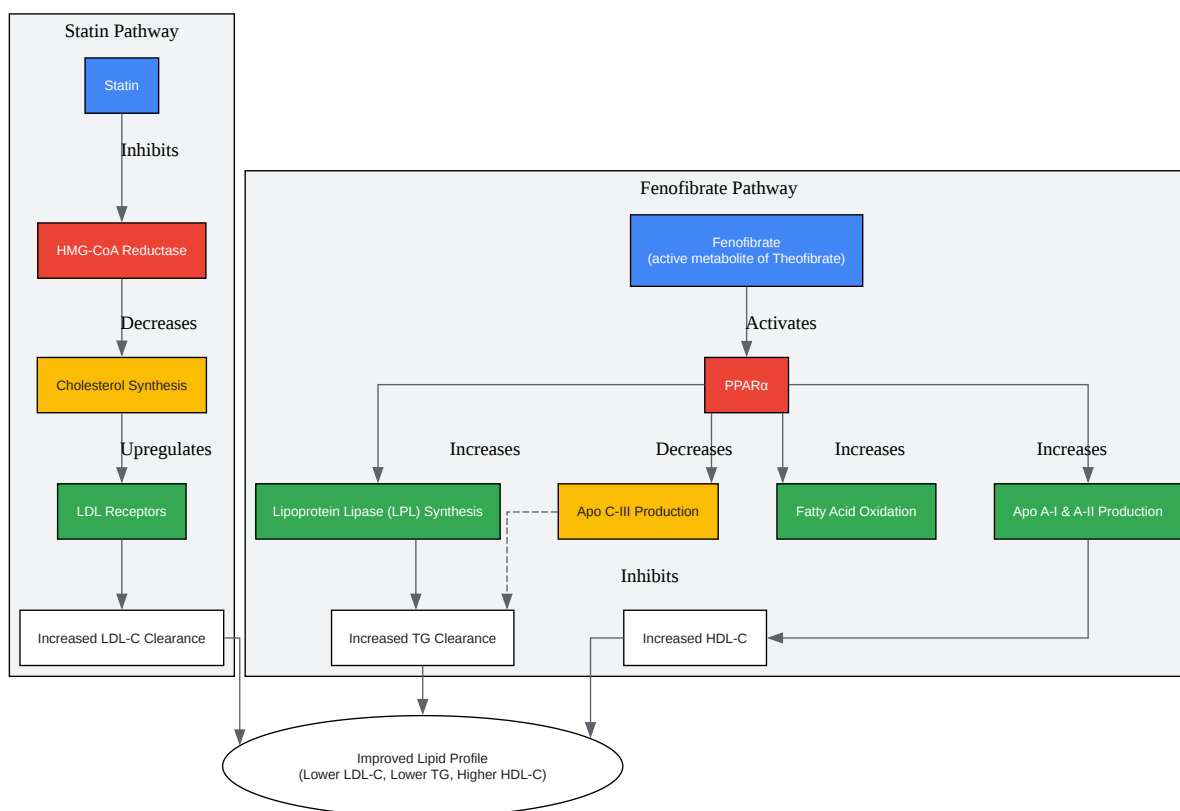 Statin Pathway
Statin
Inhibits
HMG-CoA Reductase
Decreases
Cholesterol Synthesis
Upregulates
LDL Receptors
Increased LDL-C Clearance
Fenofibrate Pathway
Fenofibrate
(active metabolite of Theofibrate)
Activates
PPARα
Increases
Decreases
Increases
Increases
Lipoprotein Lipase (LPL) Synthesis
Apo C-III Production
Fatty Acid Oxidation
Apo A-I & A-II Production
Inhibits
Increased TG Clearance
Increased HDL-C
Improved Lipid Profile
(Lower LDL-C, Lower TG, Higher HDL-C)